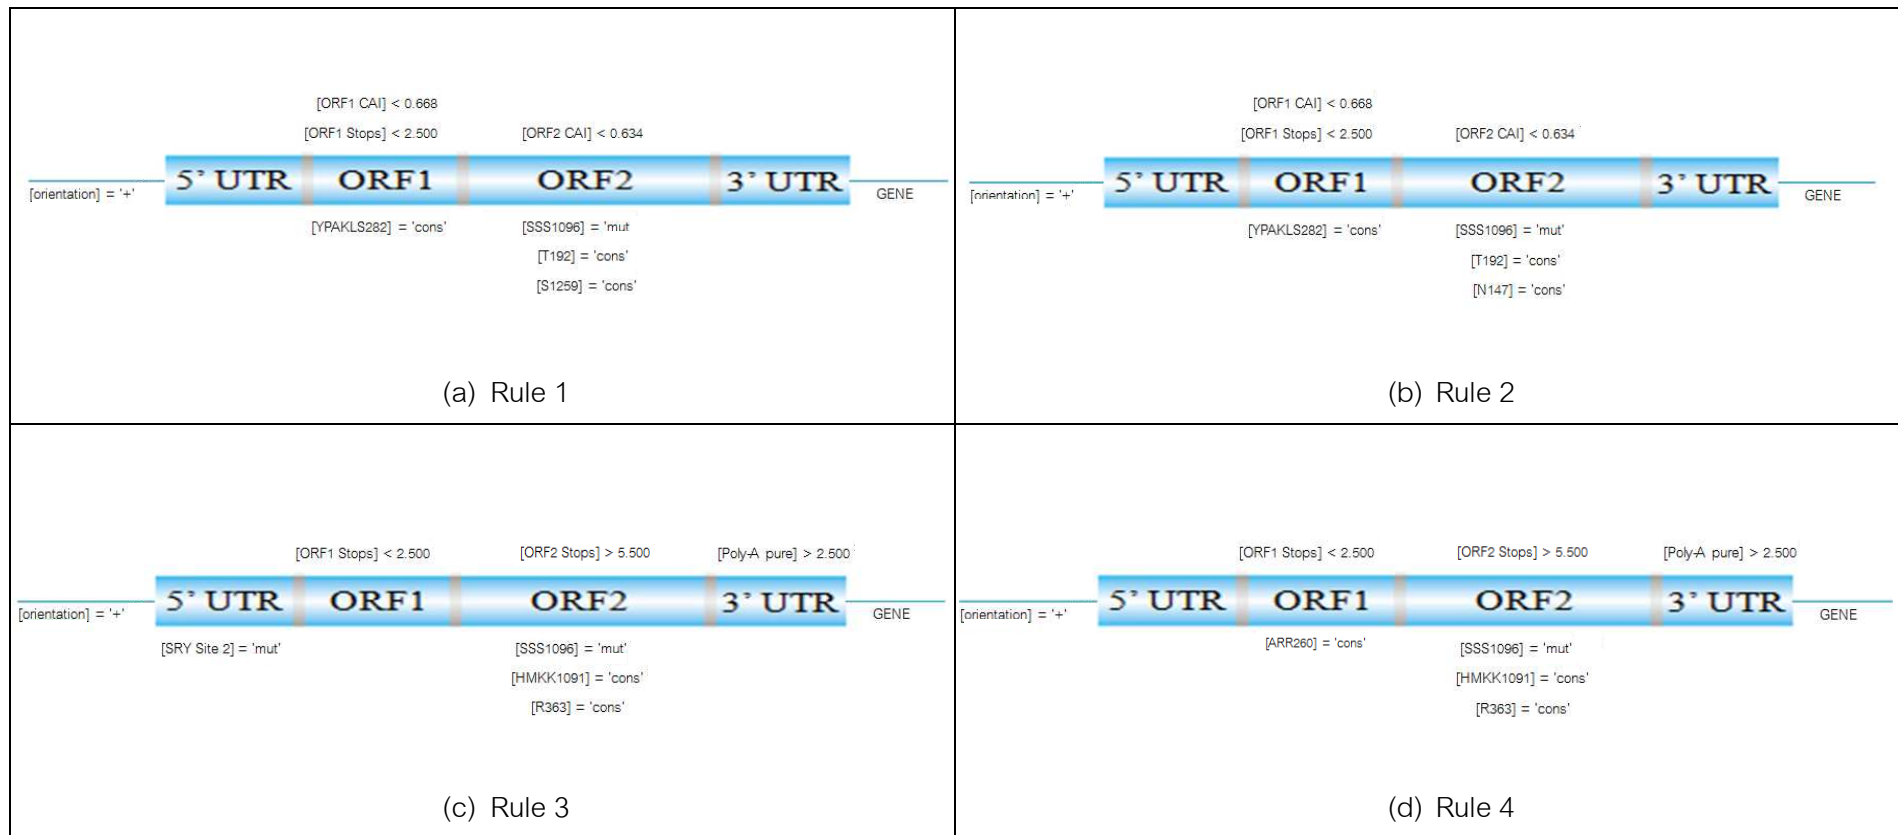 [ORF1 CAI] < 0.668
[ORF1 Stops] < 2.500 [ORF2 CAI] < 0.634
5' UTR ORF1 ORF2 3' UTR
[orientation] = '+' GENE
[YPAKLS282] = 'cons' [SSS1096] = 'mut
[T192] = 'cons'
[S1259] = 'cons'
(a) Rule 1
[ORF1 CAI] < 0.668
[ORF1 Stops] < 2.500 [ORF2 CAI] < 0.634
5' UTR ORF1 ORF2 3' UTR
[orientation] = '+' GENE
[YPAKLS282] = 'cons' [SSS1096] = 'mut'
[T192] = 'cons'
[N147] = 'cons'
(b) Rule 2
[ORF1 Stops] < 2.500 [ORF2 Stops] > 5.500 [Poly-A pure] > 2.500
5' UTR ORF1 ORF2 3' UTR
[orientation] = '+' GENE
[SRY Site 2] = 'mut' [SSS1096] = 'mut'
[HMKK1091] = 'cons'
[R363] = 'cons'
(c) Rule 3
[ORF1 Stops] < 2.500 [ORF2 Stops] > 5.500 [Poly-A pure] > 2.500
5' UTR ORF1 ORF2 3' UTR
[orientation] = '+' GENE
[ARR260] = 'cons' [SSS1096] = 'mut'
[HMKK1091] = 'cons'
[R363] = 'cons'
(d) Rule 4